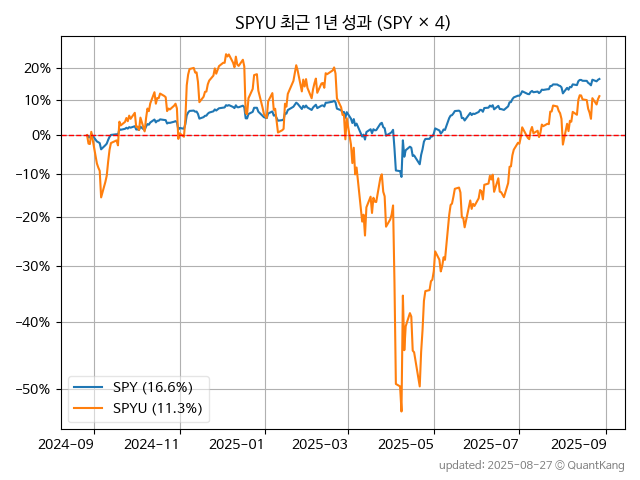 SPYU 최근 1년 성과 (SPY × 4)
20%
10%
0%
−10%
−20%
−30%
−40%
−50%
SPY (16.6%)
SPYU (11.3%)
2024-09 2024-11 2025-01 2025-03 2025-05 2025-07 2025-09
updated: 2025-08-27 © QuantKang